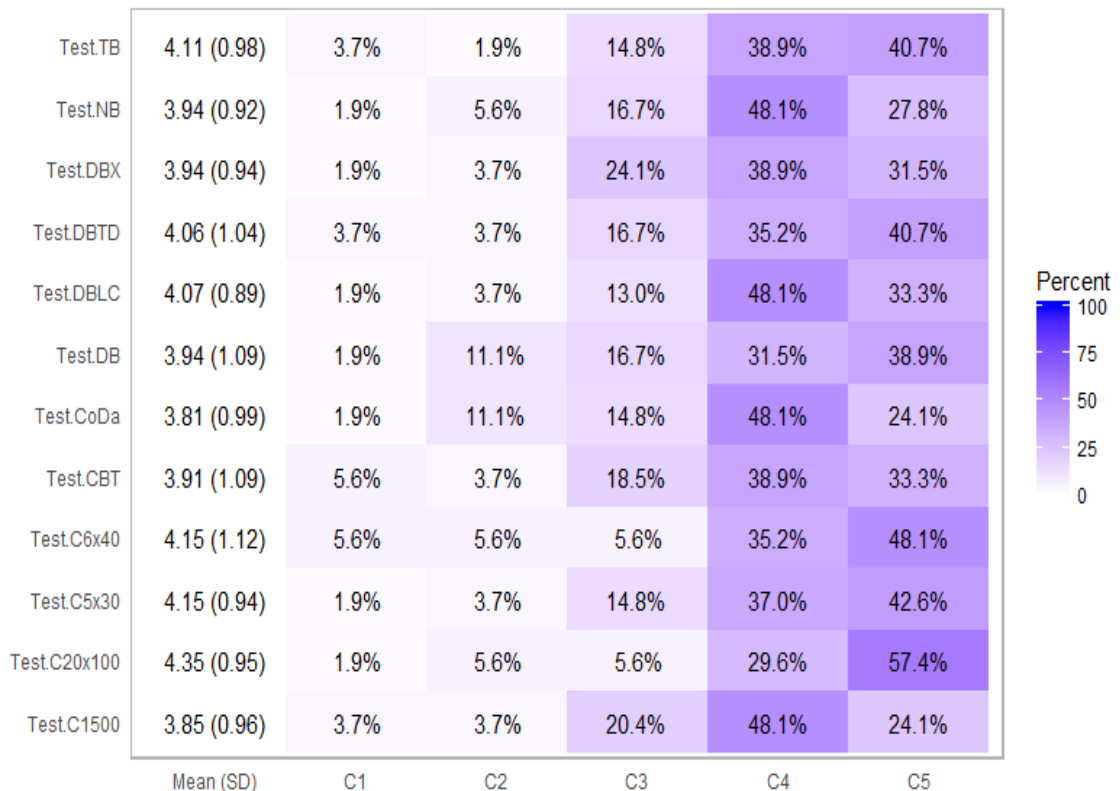 Test.TB 4.11 (0.98) 3.7% 1.9% 14.8% 38.9% 40.7%
Test.NB 3.94 (0.92) 1.9% 5.6% 16.7% 48.1% 27.8%
Test.DBX 3.94 (0.94) 1.9% 3.7% 24.1% 38.9% 31.5%
Test.DBTD 4.06 (1.04) 3.7% 3.7% 16.7% 35.2% 40.7%
Test.DBLC 4.07 (0.89) 1.9% 3.7% 13.0% 48.1% 33.3%
Test.DB 3.94 (1.09) 1.9% 11.1% 16.7% 31.5% 38.9%
Test.CoDa 3.81 (0.99) 1.9% 11.1% 14.8% 48.1% 24.1%
Test.CBT 3.91 (1.09) 5.6% 3.7% 18.5% 38.9% 33.3%
Test.C6x40 4.15 (1.12) 5.6% 5.6% 5.6% 35.2% 48.1%
Test.C5x30 4.15 (0.94) 1.9% 3.7% 14.8% 37.0% 42.6%
Test.C20x100 4.35 (0.95) 1.9% 5.6% 5.6% 29.6% 57.4%
Test.C1500 3.85 (0.96) 3.7% 3.7% 20.4% 48.1% 24.1%
Mean (SD) C1 C2 C3 C4 C5
Percent
100
75
50
25
0